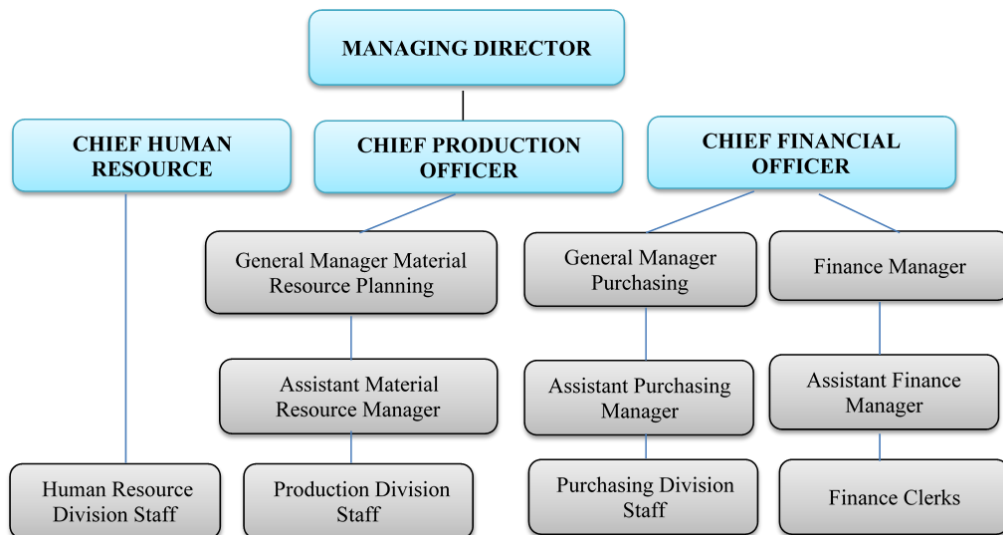 MANAGING DIRECTOR
CHIEF HUMAN
RESOURCE
CHIEF PRODUCTION
OFFICER
CHIEF FINANCIAL
OFFICER
General Manager Material
Resource Planning
General Manager
Purchasing
Finance Manager
Assistant Material
Resource Manager
Assistant Purchasing
Manager
Assistant Finance
Manager
Human Resource
Division Staff
Production Division
Staff
Purchasing Division
Staff
Finance Clerks